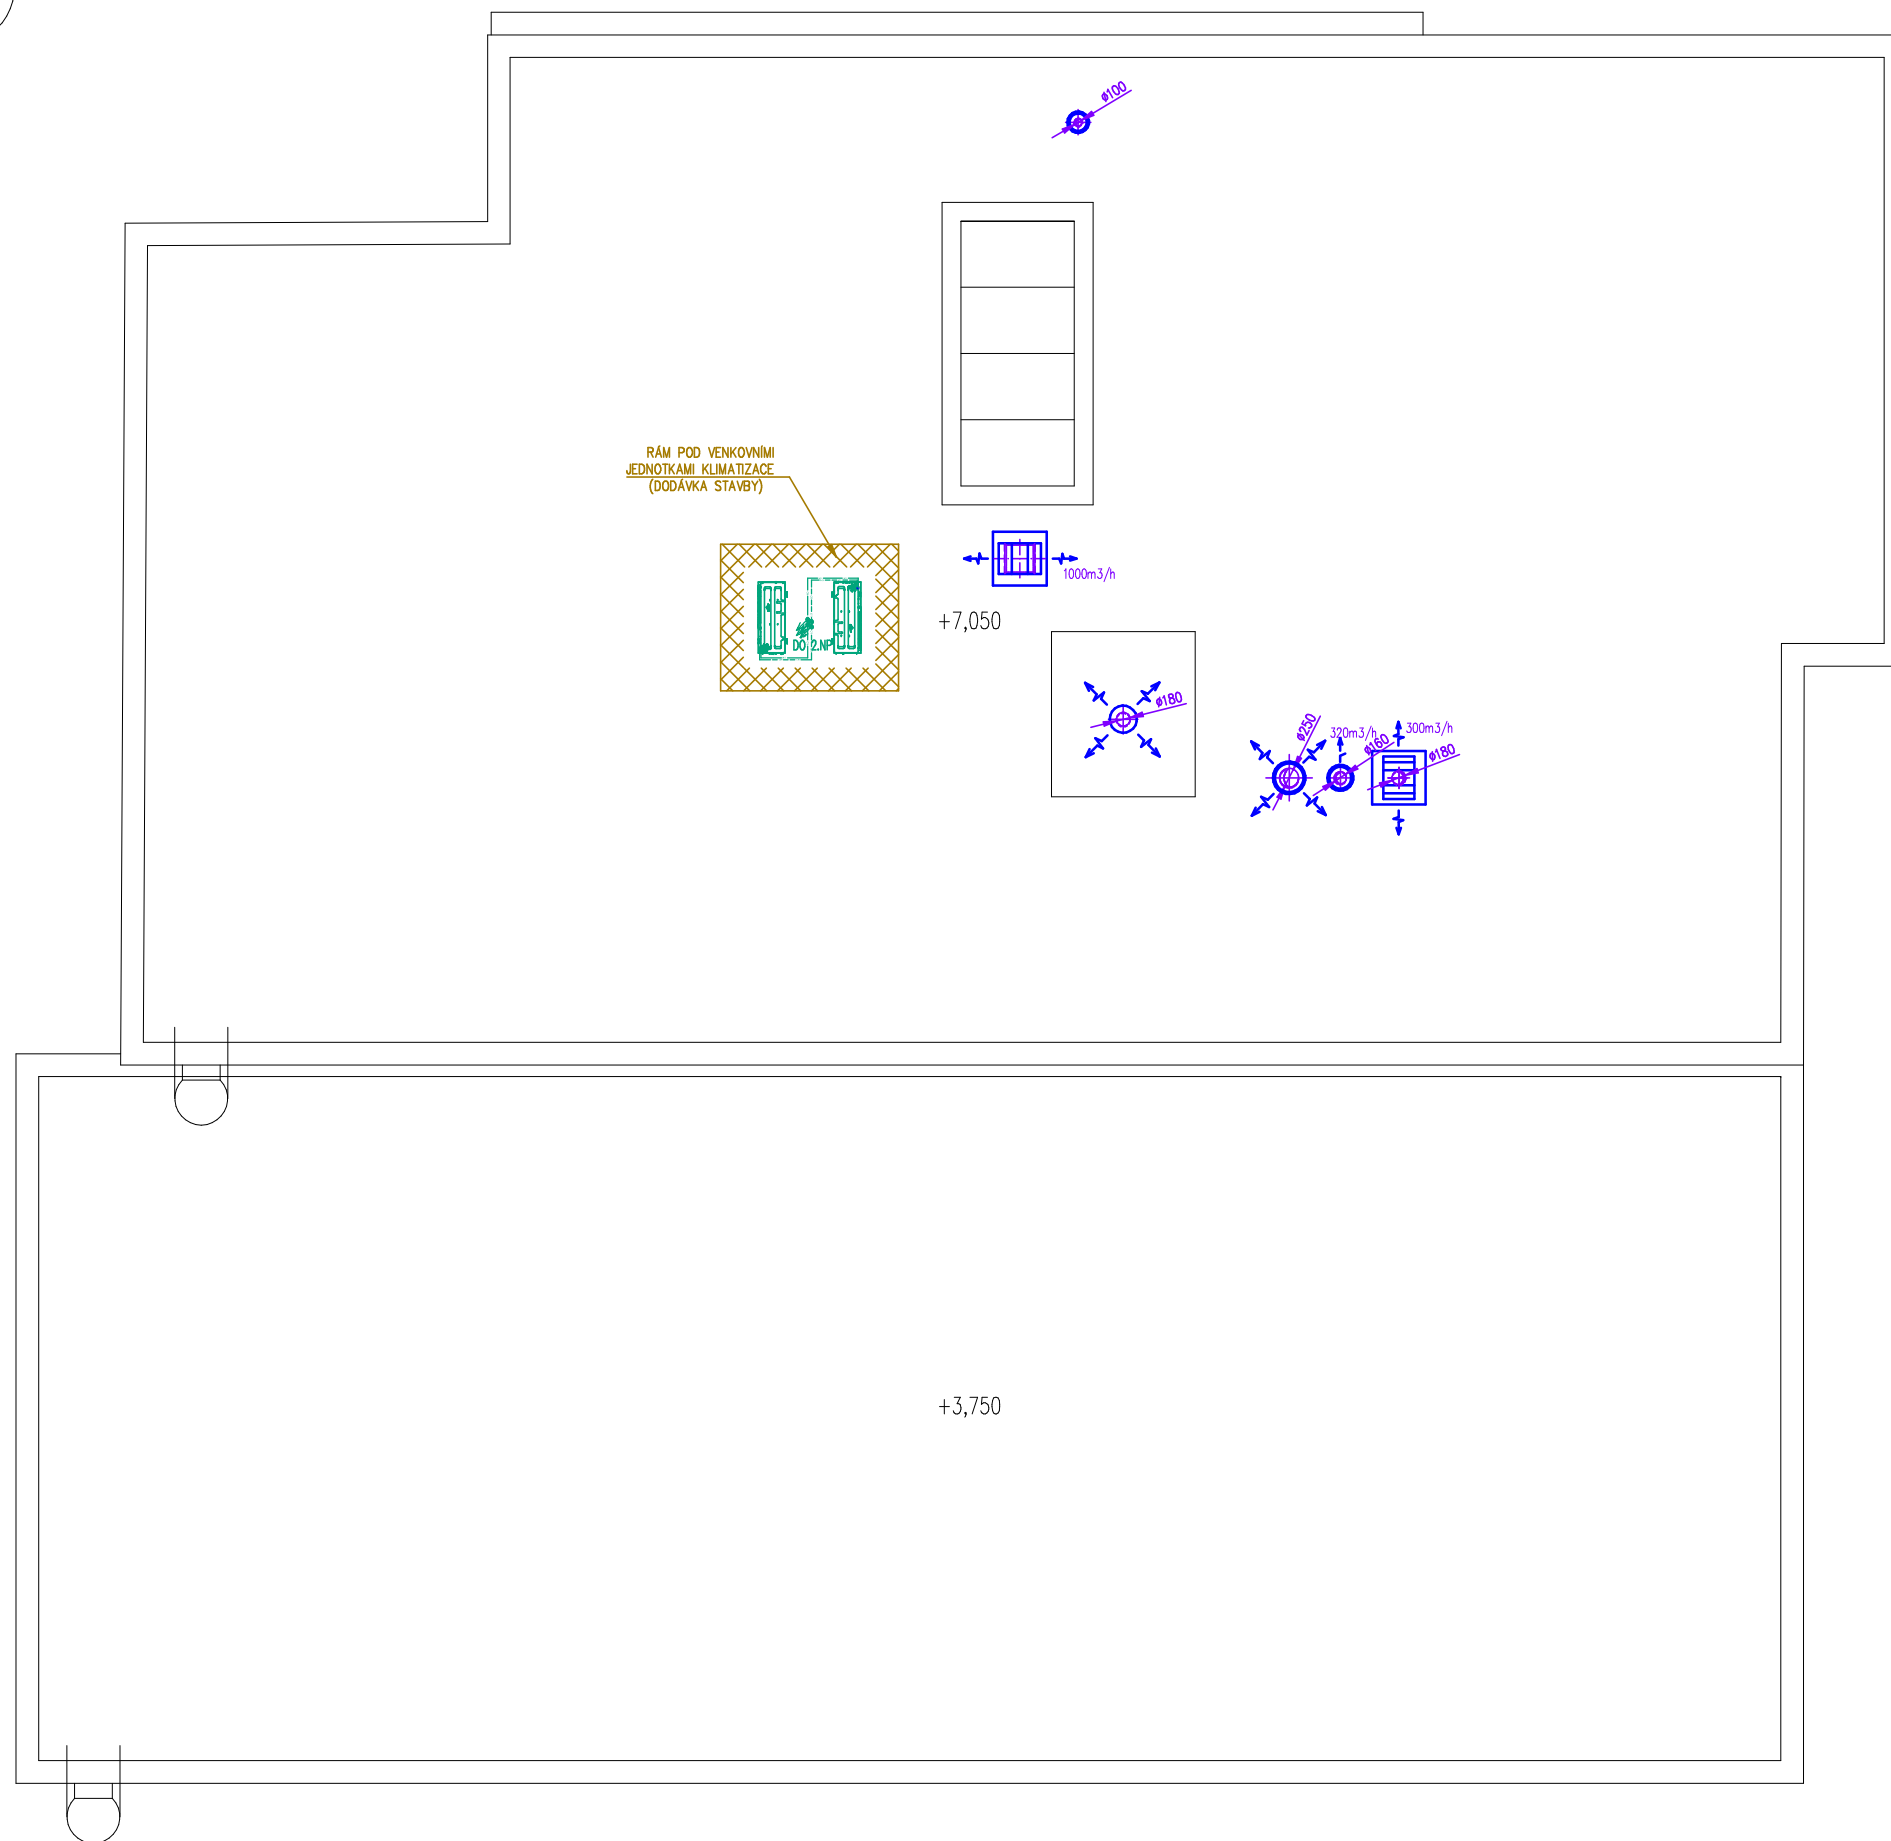 ø100
RÁM POD VENKOVNÍMI
JEDNOTKAMI KLIMATIZACE
(DODÁVKA STAVBY)
1000m3/h
+7,050
DO 2.NP
ø180
ø250
320m3/h
ø160
300m3/h
ø180
+3,750